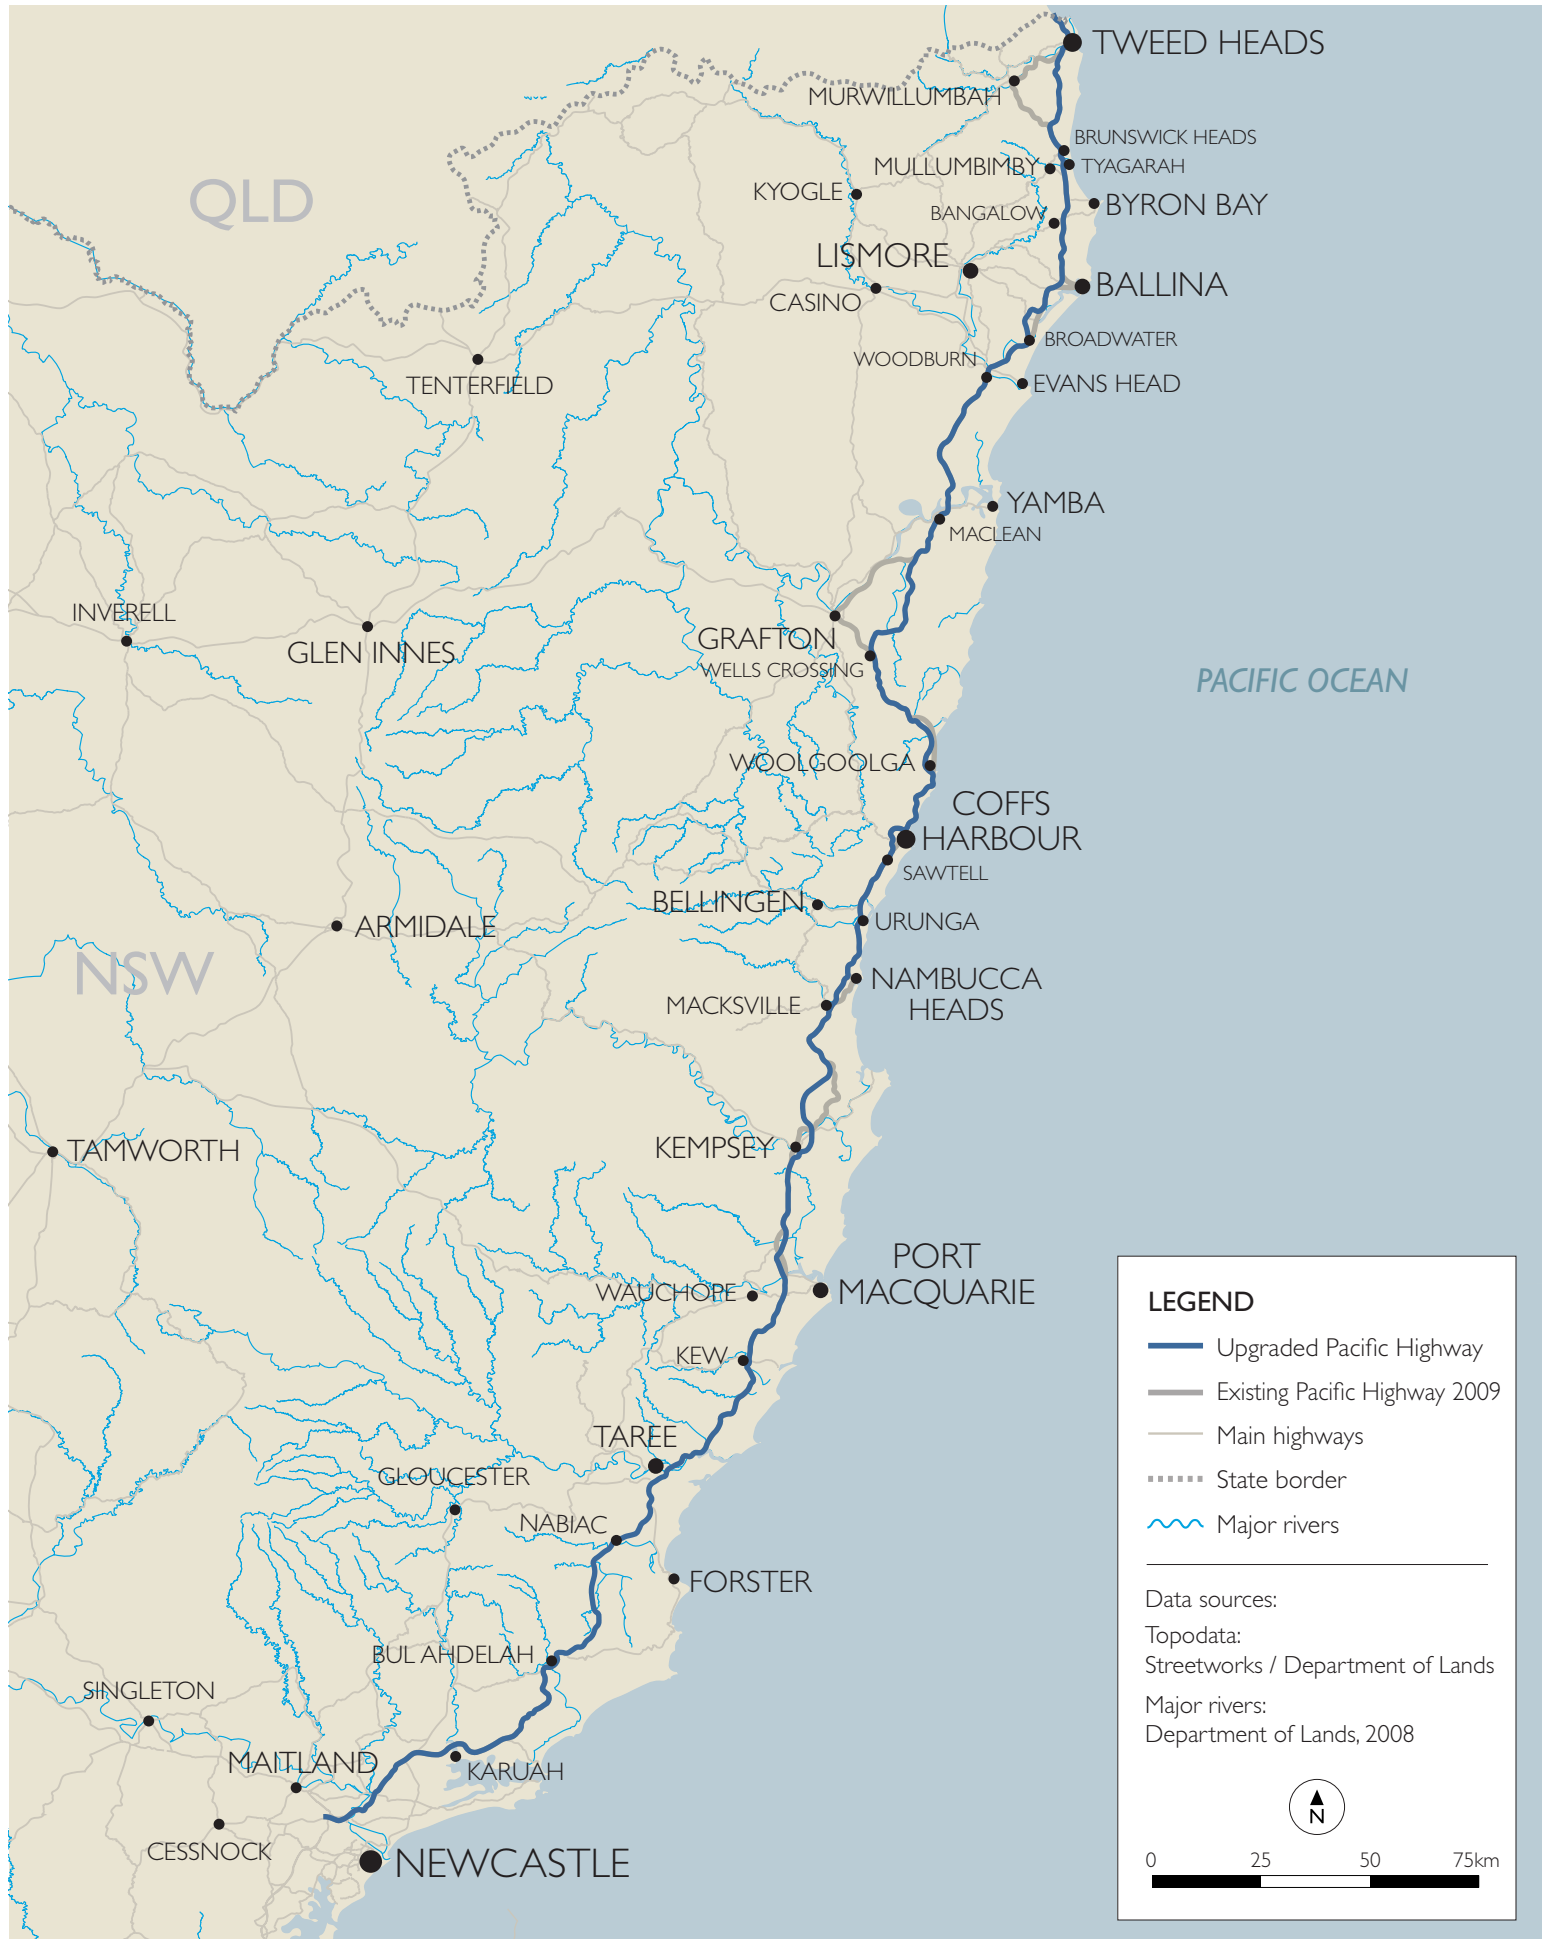 TWEED HEADS
MURWILLUMBAH
BRUNSWICK HEADS
MULLUMBIMBY
TYAGARAH
KYOGLE
QLD
BYRON BAY
BANGALOW
LISMORE
BALLINA
CASINO
BROADWATER
WOODBURN
TENTERFIELD
EVANS HEAD
YAMBA
MACLEAN
INVERELL
GRAFTON
GLEN INNES
WELLS CROSSING
PACIFIC OCEAN
WOOLGOOLGA
COFFS
HARBOUR
SAWTELL
BELLINGEN
URUNGA
ARMIDALE
NSW
NAMBUCCA
HEADS
MACKSVILLE
KEMPSEY
TAMWORTH
PORT
MACQUARIE
WAUCHOPE
KEW
TAREE
GLOUCESTER
NABIAC
FORSTER
BUL AHDELAH
SINGLETON
MAITLAND
KARUAH
CESSNOCK
NEWCASTLE
LEGEND
Upgraded Pacific Highway
Existing Pacific Highway 2009
Main highways
State border
Major rivers
Data sources:
Topodata:
Streetworks / Department of Lands
Major rivers:
Department of Lands, 2008
N
0 25 50 75km